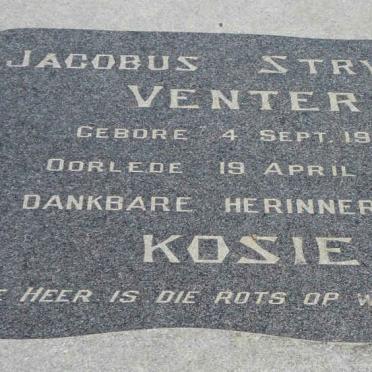 JACOBUS STRY
VENTER
GEBORE 4 SEPT. 19
OORLEDE 19 APRIL
DANKBARE HERINNER
KOSIE
HEER IS DIE ROTS OP